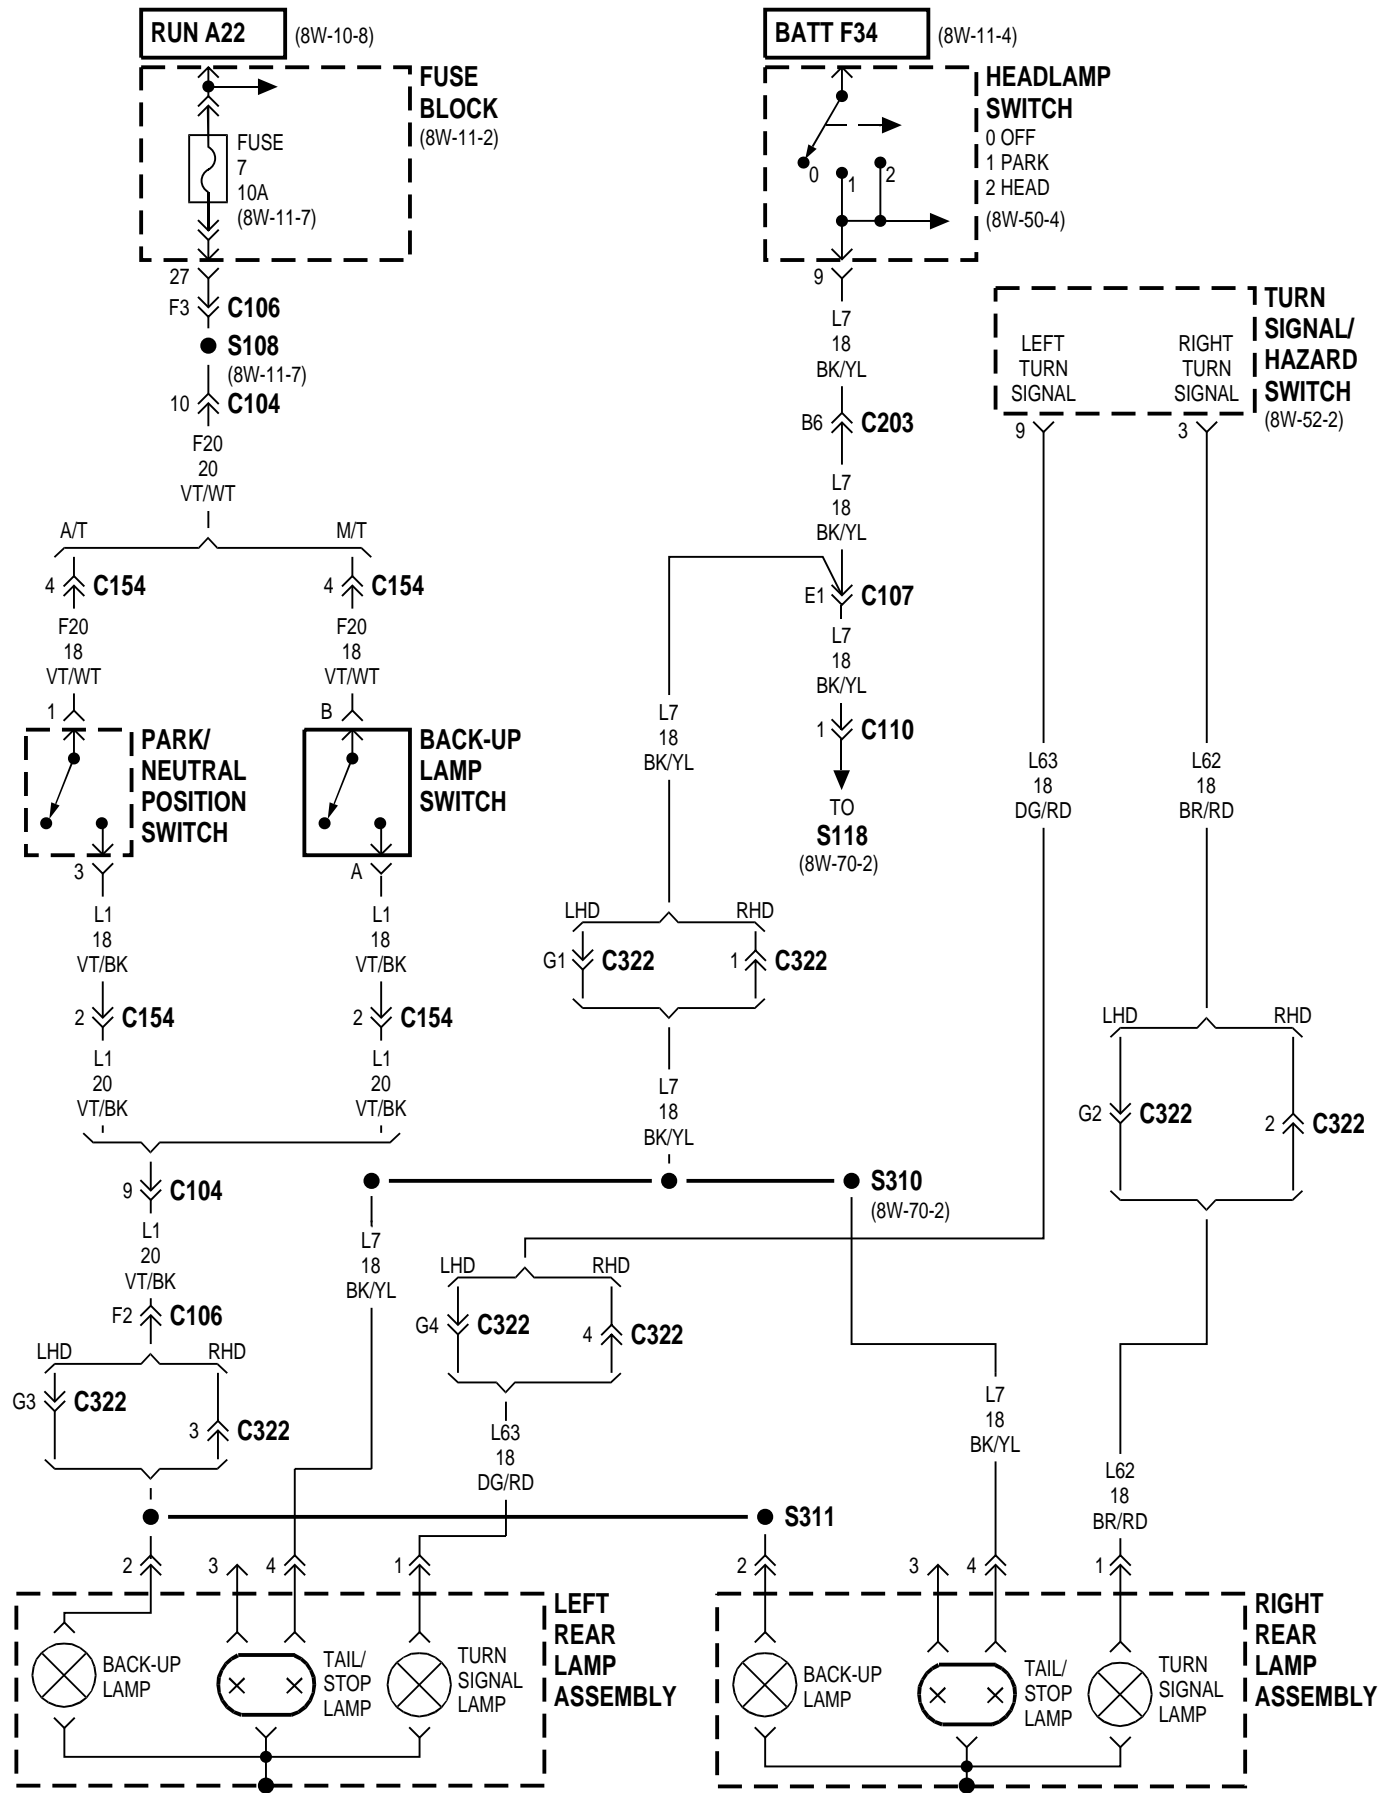 RUN A22
(8W-10-8)
BATT F34
(8W-11-4)
FUSE
BLOCK
(8W-11-2)
FUSE
7
10A
(8W-11-7)
HEADLAMP
SWITCH
0 OFF
1 PARK
2 HEAD
(8W-50-4)
0
1
2
27
F3
C106
S108
(8W-11-7)
10
C104
F20
20
VT/WT
9
L7
18
BK/YL
B6
C203
L7
18
BK/YL
TURN
SIGNAL/
HAZARD
SWITCH
(8W-52-2)
LEFT
TURN
SIGNAL
RIGHT
TURN
SIGNAL
9
3
A/T
M/T
4
C154
4
C154
F20
18
VT/WT
F20
18
VT/WT
1
B
E1
C107
L7
18
BK/YL
1
C110
TO
S118
(8W-70-2)
L7
18
BK/YL
L63
18
DG/RD
L62
18
BR/RD
PARK/
NEUTRAL
POSITION
SWITCH
BACK-UP
LAMP
SWITCH
3
A
L1
18
VT/BK
L1
18
VT/BK
2
C154
2
C154
L1
20
VT/BK
L1
20
VT/BK
LHD
RHD
G1
C322
1
C322
L7
18
BK/YL
LHD
RHD
G2
C322
2
C322
9
C104
L1
20
VT/BK
F2
C106
S310
(8W-70-2)
L7
18
BK/YL
LHD
RHD
G4
C322
4
C322
LHD
RHD
G3
C322
3
C322
L63
18
DG/RD
L7
18
BK/YL
L62
18
BR/RD
S311
2
3
4
1
2
3
4
1
LEFT
REAR
LAMP
ASSEMBLY
BACK-UP
LAMP
TAIL/
STOP
LAMP
TURN
SIGNAL
LAMP
RIGHT
REAR
LAMP
ASSEMBLY
BACK-UP
LAMP
TAIL/
STOP
LAMP
TURN
SIGNAL
LAMP